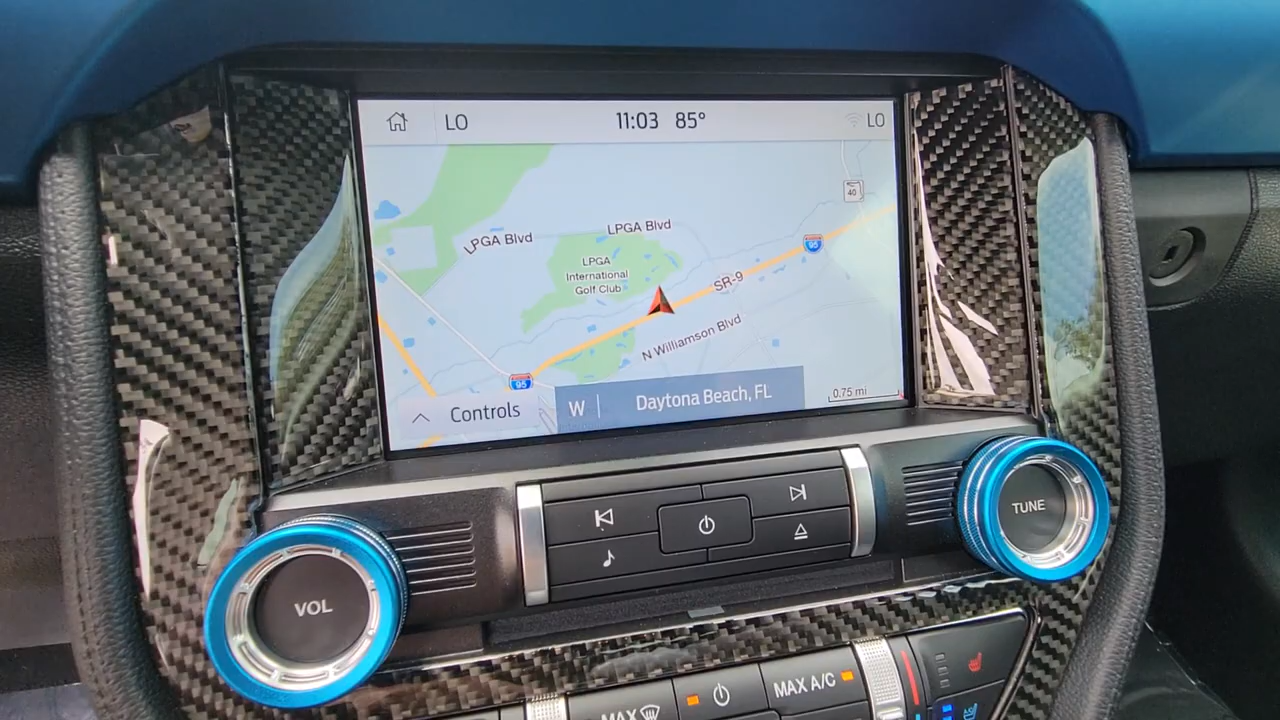 LO 11:03 85° LO
40
LPGA Blvd LPGA Blvd
95
LPGA
International
Golf Club
SR-9
N Williamson Blvd
95
Controls W Daytona Beach, FL 0.75 mi
TUNE
VOL
MAX A/C
MAX